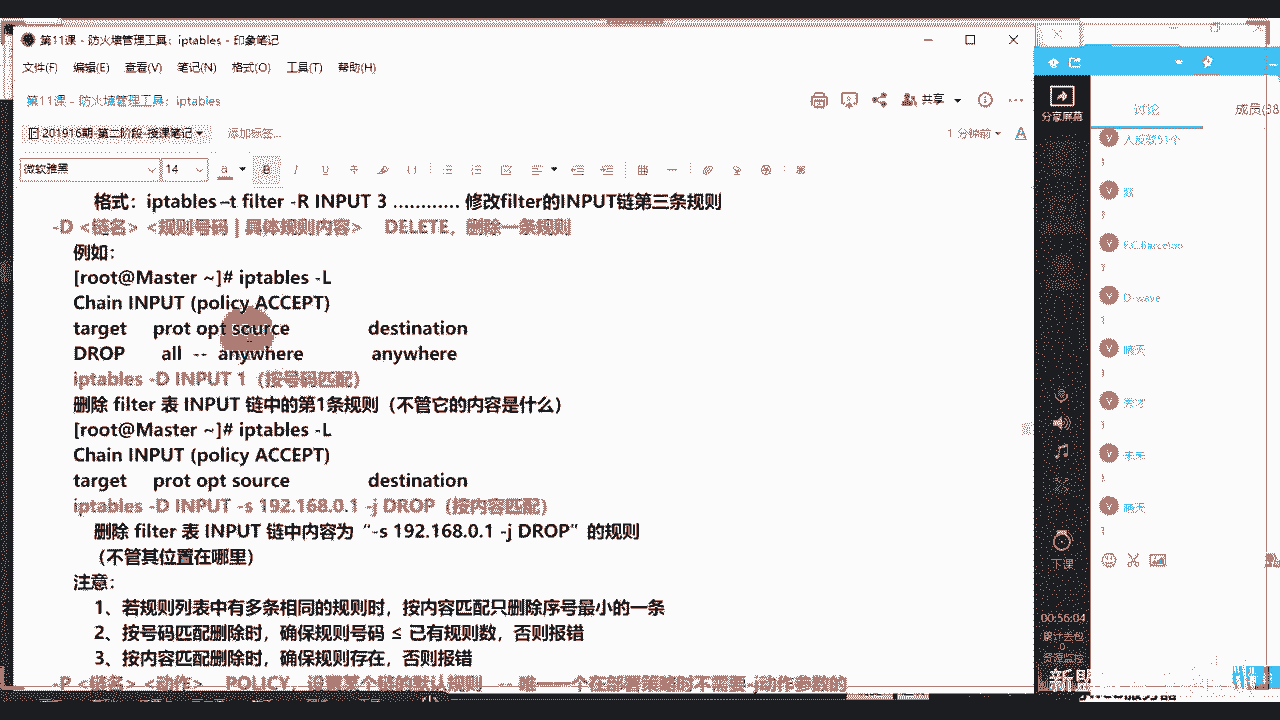 第11课 - 防火墙管理工具：iptables - 印象笔记
文件(F) 编辑(E) 查看(V) 笔记(N) 格式(O) 工具(T) 帮助(H)
第11课 - 防火墙管理工具：iptables
共享
201916期-第二阶段-授课笔记 添加标签...
1 分钟前
微软雅黑 14
格式：iptables –t filter -R INPUT 3 ………… 修改filter的INPUT链第三条规则
-D <链名> <规则号码 | 具体规则内容> DELETE，删除一条规则
例如：
[root@Master ~]# iptables -L
Chain INPUT (policy ACCEPT)
target prot opt source destination
DROP all -- anywhere anywhere
iptables -D INPUT 1（按号码匹配）
删除 filter 表 INPUT 链中的第1条规则（不管它的内容是什么）
[root@Master ~]# iptables -L
Chain INPUT (policy ACCEPT)
target prot opt source destination
iptables -D INPUT -s 192.168.0.1 -j DROP（按内容匹配）
删除 filter 表 INPUT 链中内容为“-s 192.168.0.1 -j DROP”的规则
（不管其位置在哪里）
注意：
1、若规则列表中有多条相同的规则时，按内容匹配只删除序号最小的一条
2、按号码匹配删除时，确保规则号码 ≤ 已有规则数，否则报错
3、按内容匹配删除时，确保规则存在，否则报错
-P <链名> <动作> POLICY，设置某个链的默认规则 -- 唯一一个在部署策略时不需要-j动作参数的
分享屏幕
下课
00:56:04
讨论
D-wave
1
晴天
1
未来
1
晴天
1